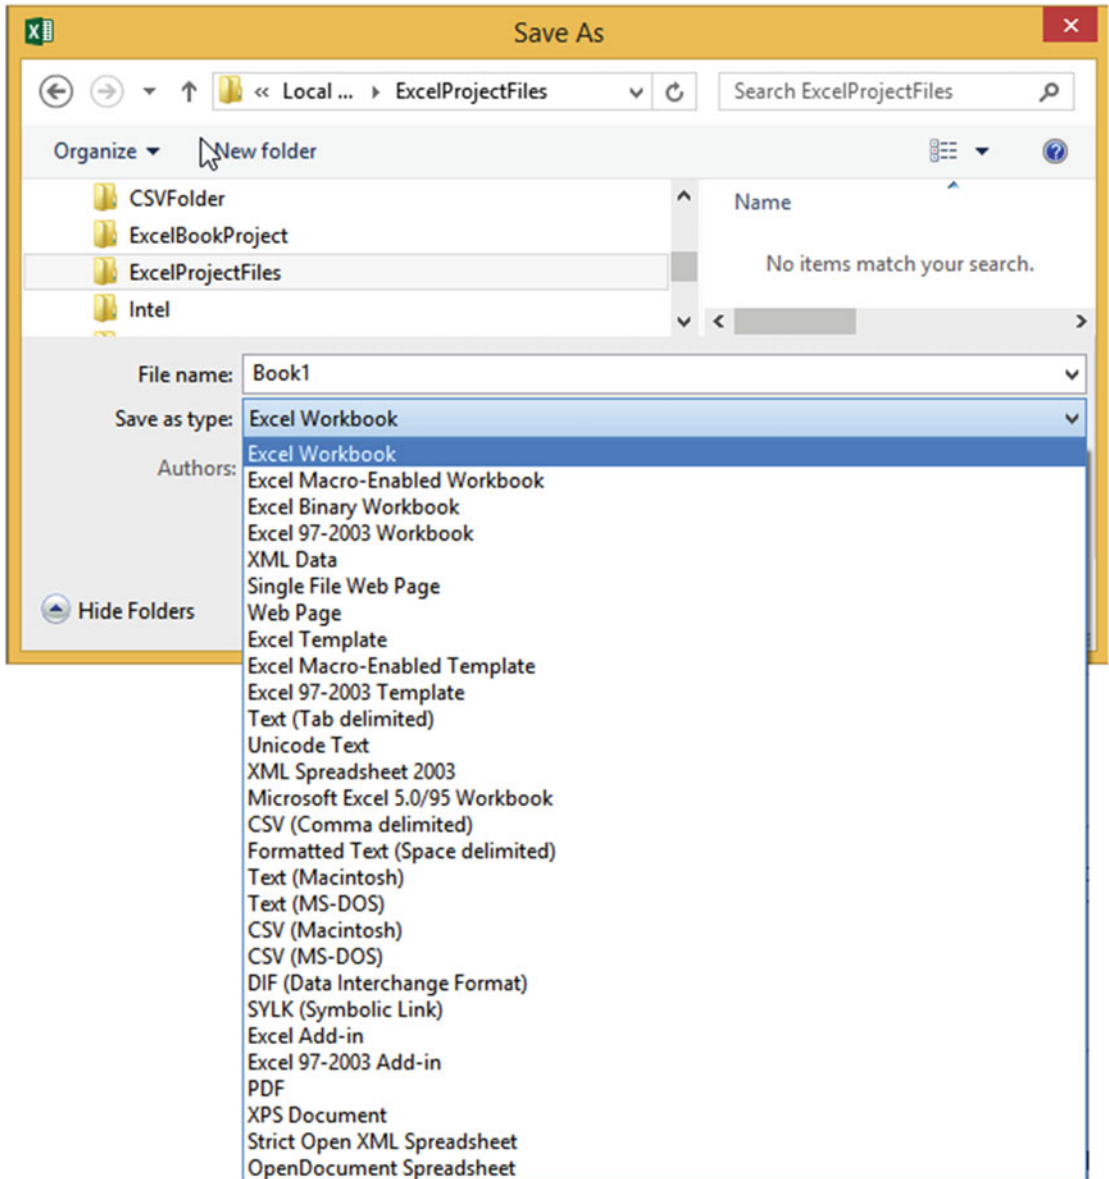 Save As
« Local ... ExcelProjectFiles
Search ExcelProjectFiles
Organize
New folder
CSVFolder
ExcelBookProject
ExcelProjectFiles
Intel
Name
No items match your search.
File name: Book1
Save as type: Excel Workbook
Authors:
Hide Folders
Excel Workbook
Excel Macro-Enabled Workbook
Excel Binary Workbook
Excel 97-2003 Workbook
XML Data
Single File Web Page
Web Page
Excel Template
Excel Macro-Enabled Template
Excel 97-2003 Template
Text (Tab delimited)
Unicode Text
XML Spreadsheet 2003
Microsoft Excel 5.0/95 Workbook
CSV (Comma delimited)
Formatted Text (Space delimited)
Text (Macintosh)
Text (MS-DOS)
CSV (Macintosh)
CSV (MS-DOS)
DIF (Data Interchange Format)
SYLK (Symbolic Link)
Excel Add-in
Excel 97-2003 Add-in
PDF
XPS Document
Strict Open XML Spreadsheet
OpenDocument Spreadsheet